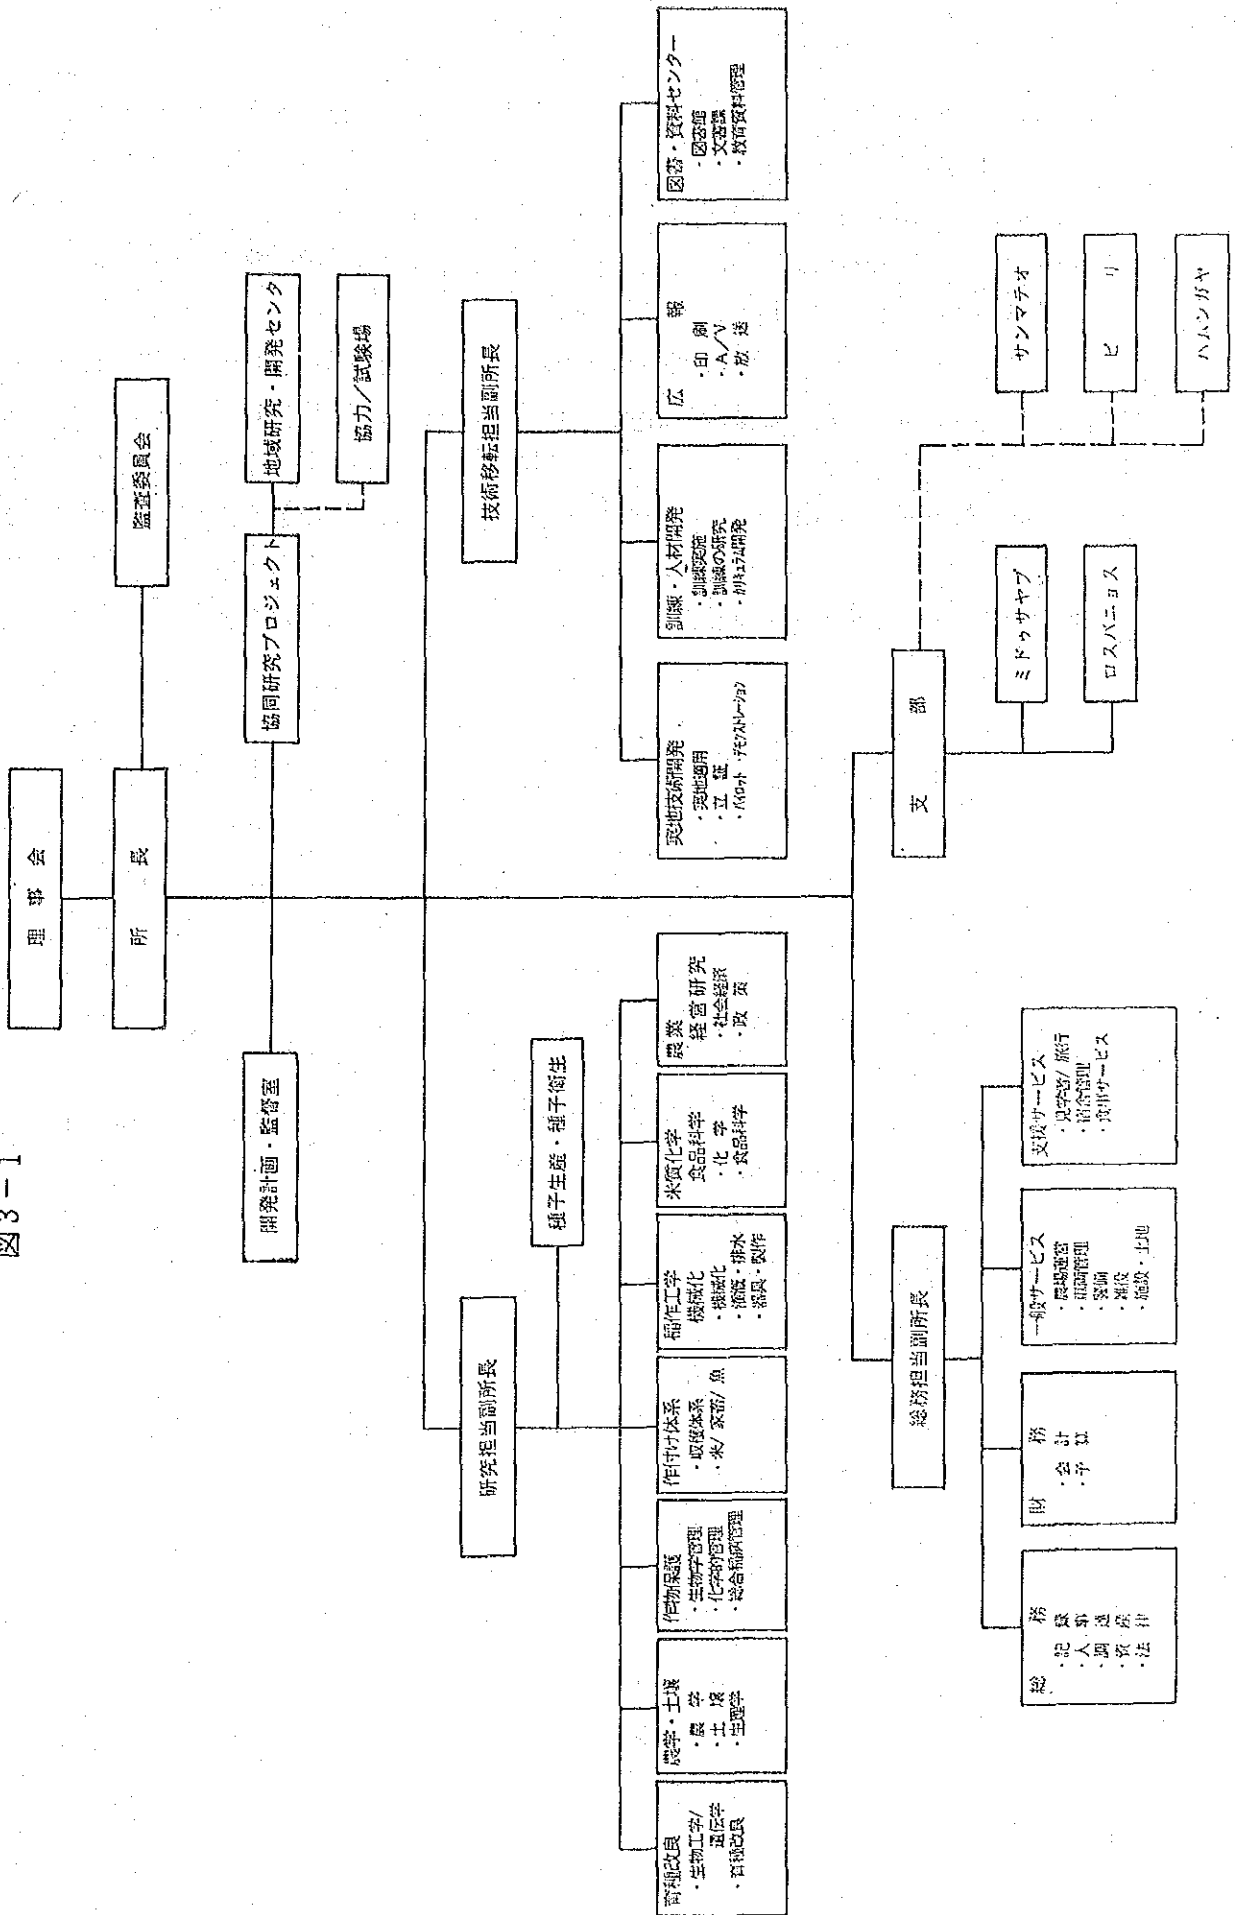 図3－1
理事会
所長
監査委員会
開発計画・監督室
協同研究プロジェクト
地域研究・開発センタ
協力／試験場
研究担当副所長
技術移転担当副所長
種子生産・種子衛生
育種改良
・生物工学/
遺伝学
・育種改良
農学・土壌
・農学
・土壌
・生理学
作物保護
・生物学管理
・化学的管理
・総合稲病管理
作付け体系
・収穫体系
・米/家畜/魚
稲作工学
機械化
・機械化
・灌漑・排水
・器具・製作
米質化学
食品科学
・化学
・食品科学
農業
経営研究
・社会経済
・政策
実地技術開発
・実地適用
・立証
・パイロット・デモンストレーション
訓練・人材開発
・訓練実施
・訓練の研究
・カリキュラム開発
広報
・印刷
・A／V
・放送
図書・資料センター
・図書館
・文書課
・教育資料管理
総務担当副所長
支部
総務
・記録
・人事
・調達
・資産
・法律
財務
・会計
・予算
一般サービス
・農場運営
・車両管理
・警備
・雑役
・施設・土地
支援サービス
・見学者/旅行
・宿舎管理
・食事サービス
ミドゥサヤプ
ロスバニョス
サンマテオ
ビリ
ハムンガヤ